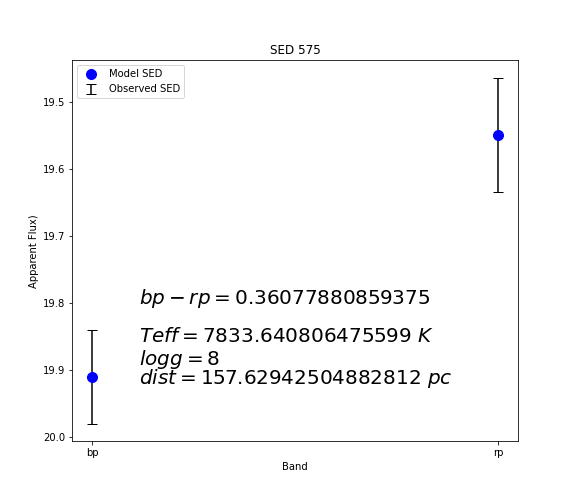 SED 575
Model SED
Observed SED
19.5
19.6
19.7
19.8
19.9
20.0
Apparent Flux)
bp − rp = 0.36077880859375
Teff = 7833.640806475599 K
logg = 8
dist = 157.62942504882812 pc
bp
rp
Band